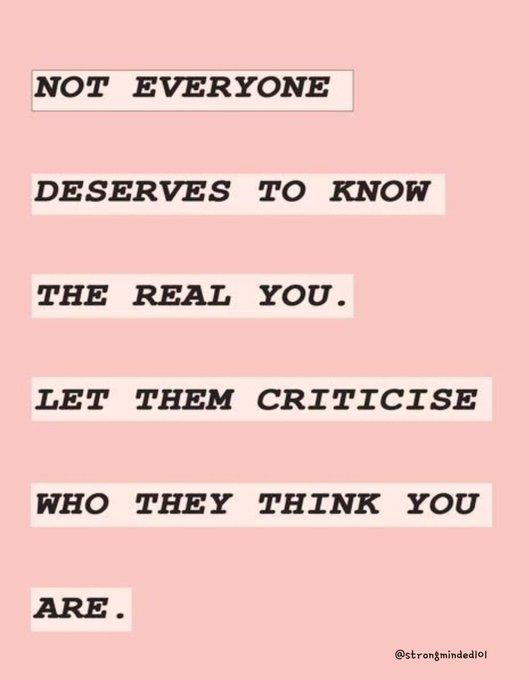 NOT EVERYONE
DESERVES TO KNOW
THE REAL YOU.
LET THEM CRITICISE
WHO THEY THINK YOU
ARE.
@strongminded101